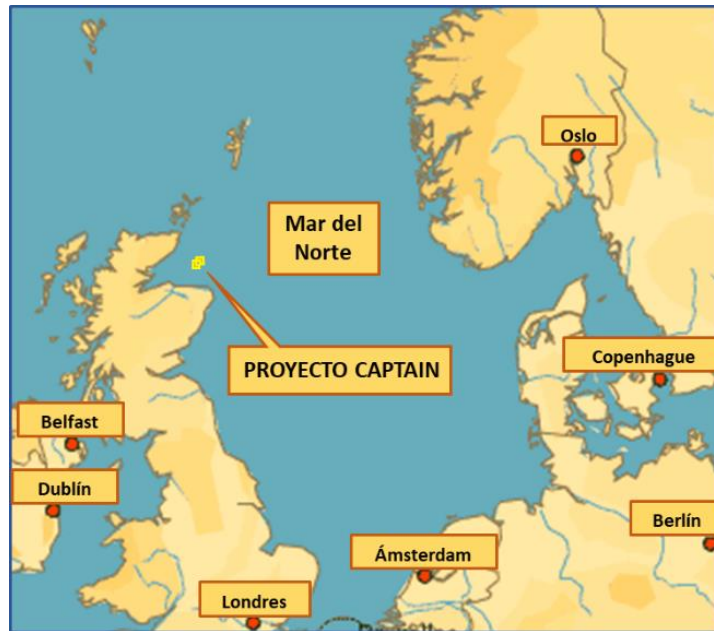 Oslo
Mar del
Norte
PROYECTO CAPTAIN
Copenhague
Belfast
Dublín
Berlín
Ámsterdam
Londres